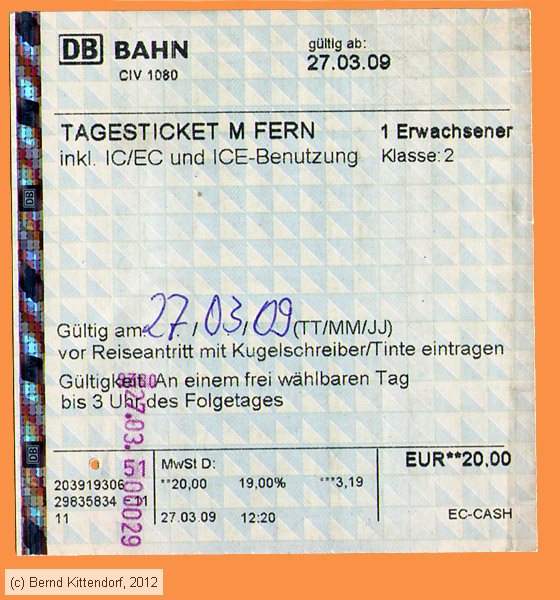 DB BAHN
CIV 1080
gültig ab:
27.03.09
TAGESTICKET M FERN
1 Erwachsener
inkl. IC/EC und ICE-Benutzung
Klasse: 2
Gültig am 27/03/09 (TT/MM/JJ)
vor Reiseantritt mit Kugelschreiber/Tinte eintragen
Gültigkeit: An einem frei wählbaren Tag
bis 3 Uhr des Folgetages
DB
DB
MwSt D:
EUR**20,00
203919306
**20,00 19,00% ***3,19
29835834
11
11
27.03.09 12:20
EC-CASH
(c) Bernd Kittendorf, 2012